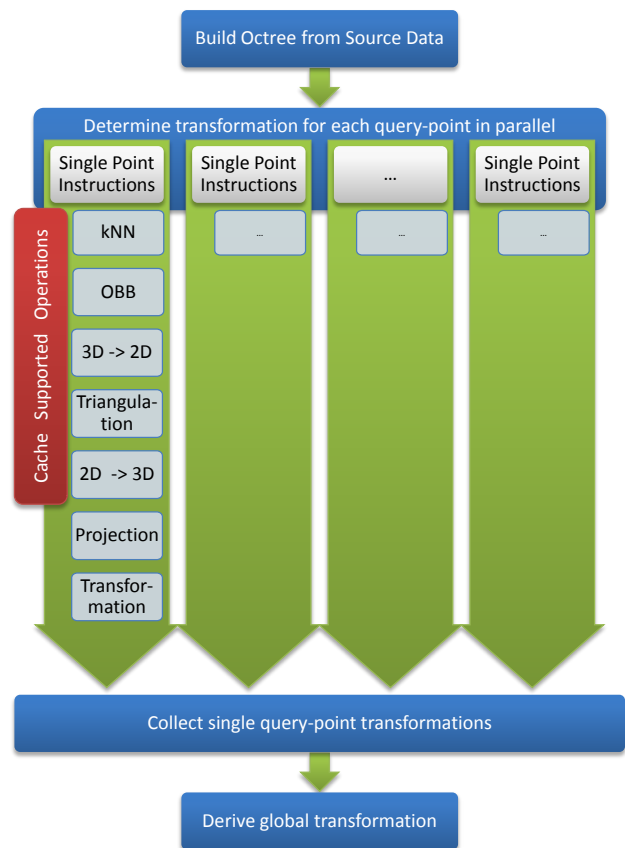 Build Octree from Source Data
Determine transformation for each query-point in parallel
Single Point
Instructions
Single Point
Instructions
...
Single Point
Instructions
Cache Supported Operations
kNN
...
...
...
OBB
3D -> 2D
Triangula-
tion
2D -> 3D
Projection
Transfor-
mation
Collect single query-point transformations
Derive global transformation